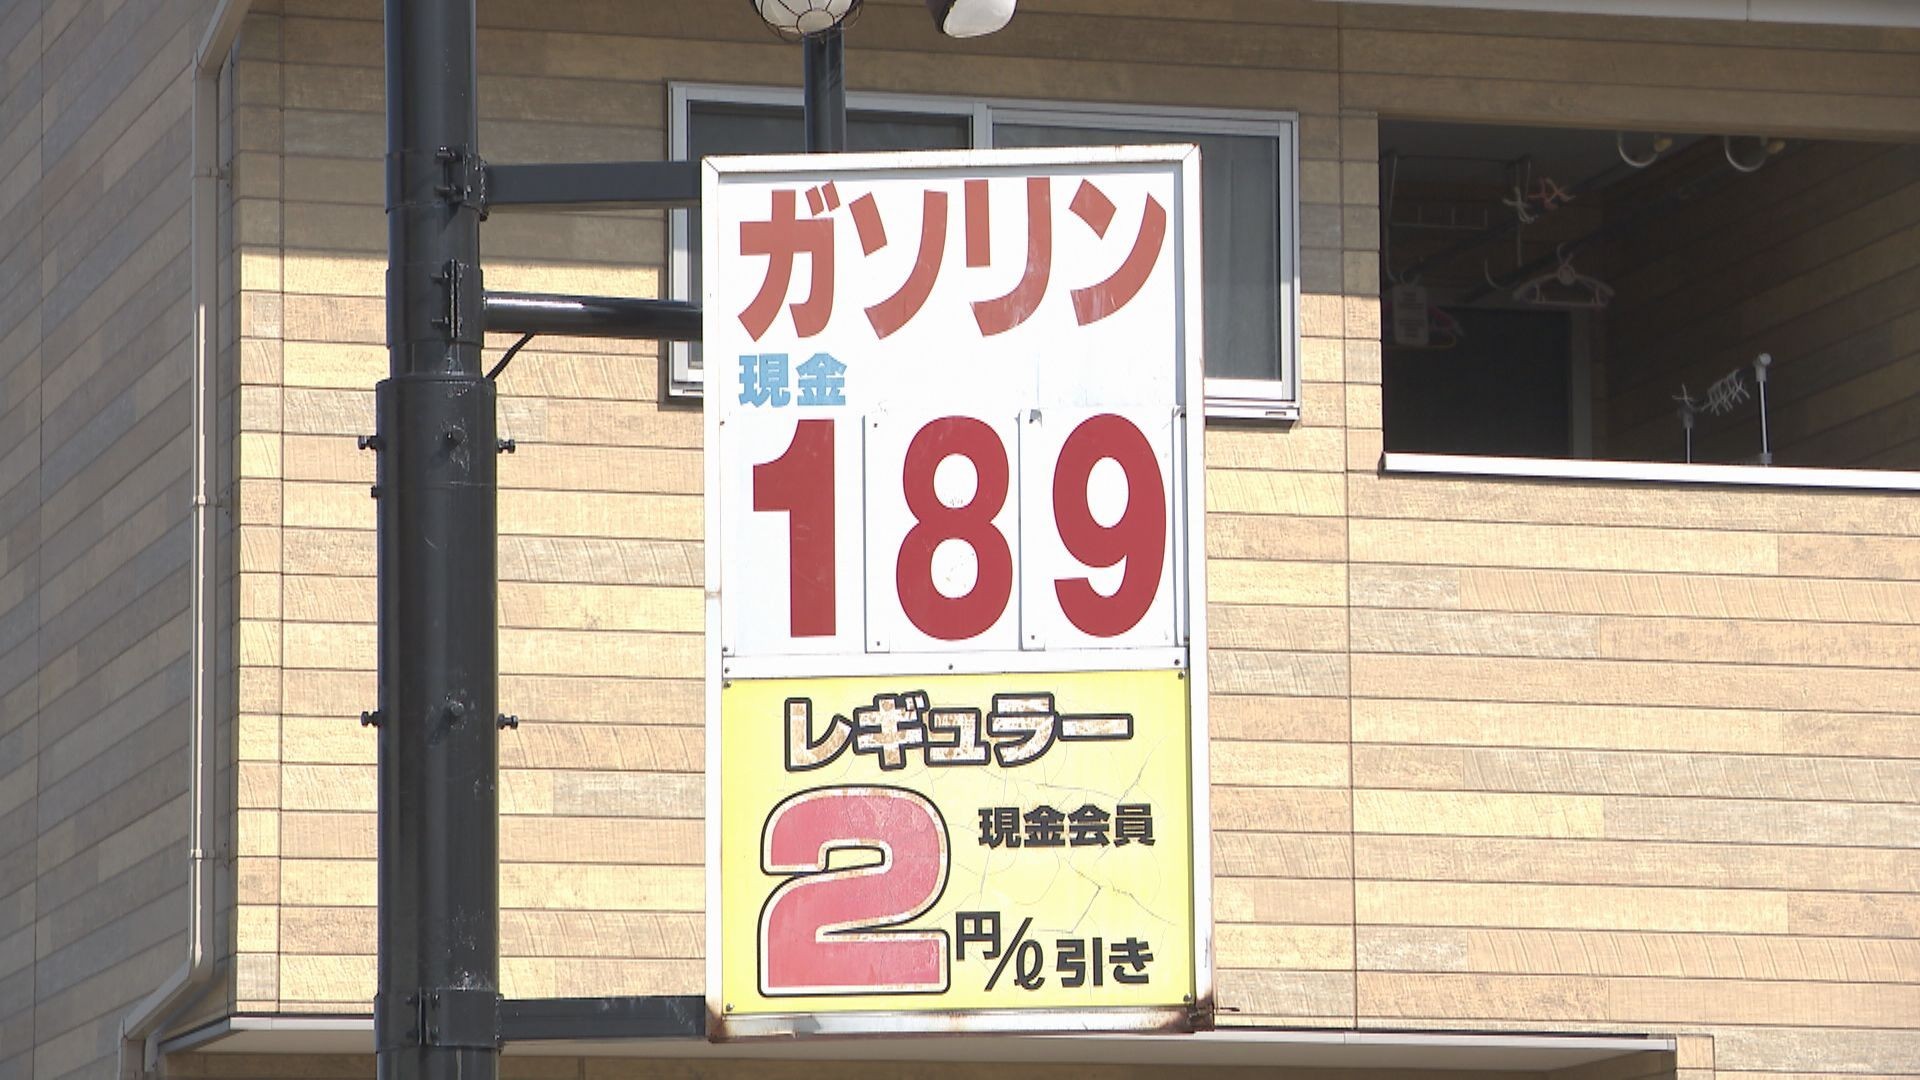 ガソリン
現金
189
レギュラー
現金会員
2円/ℓ引き